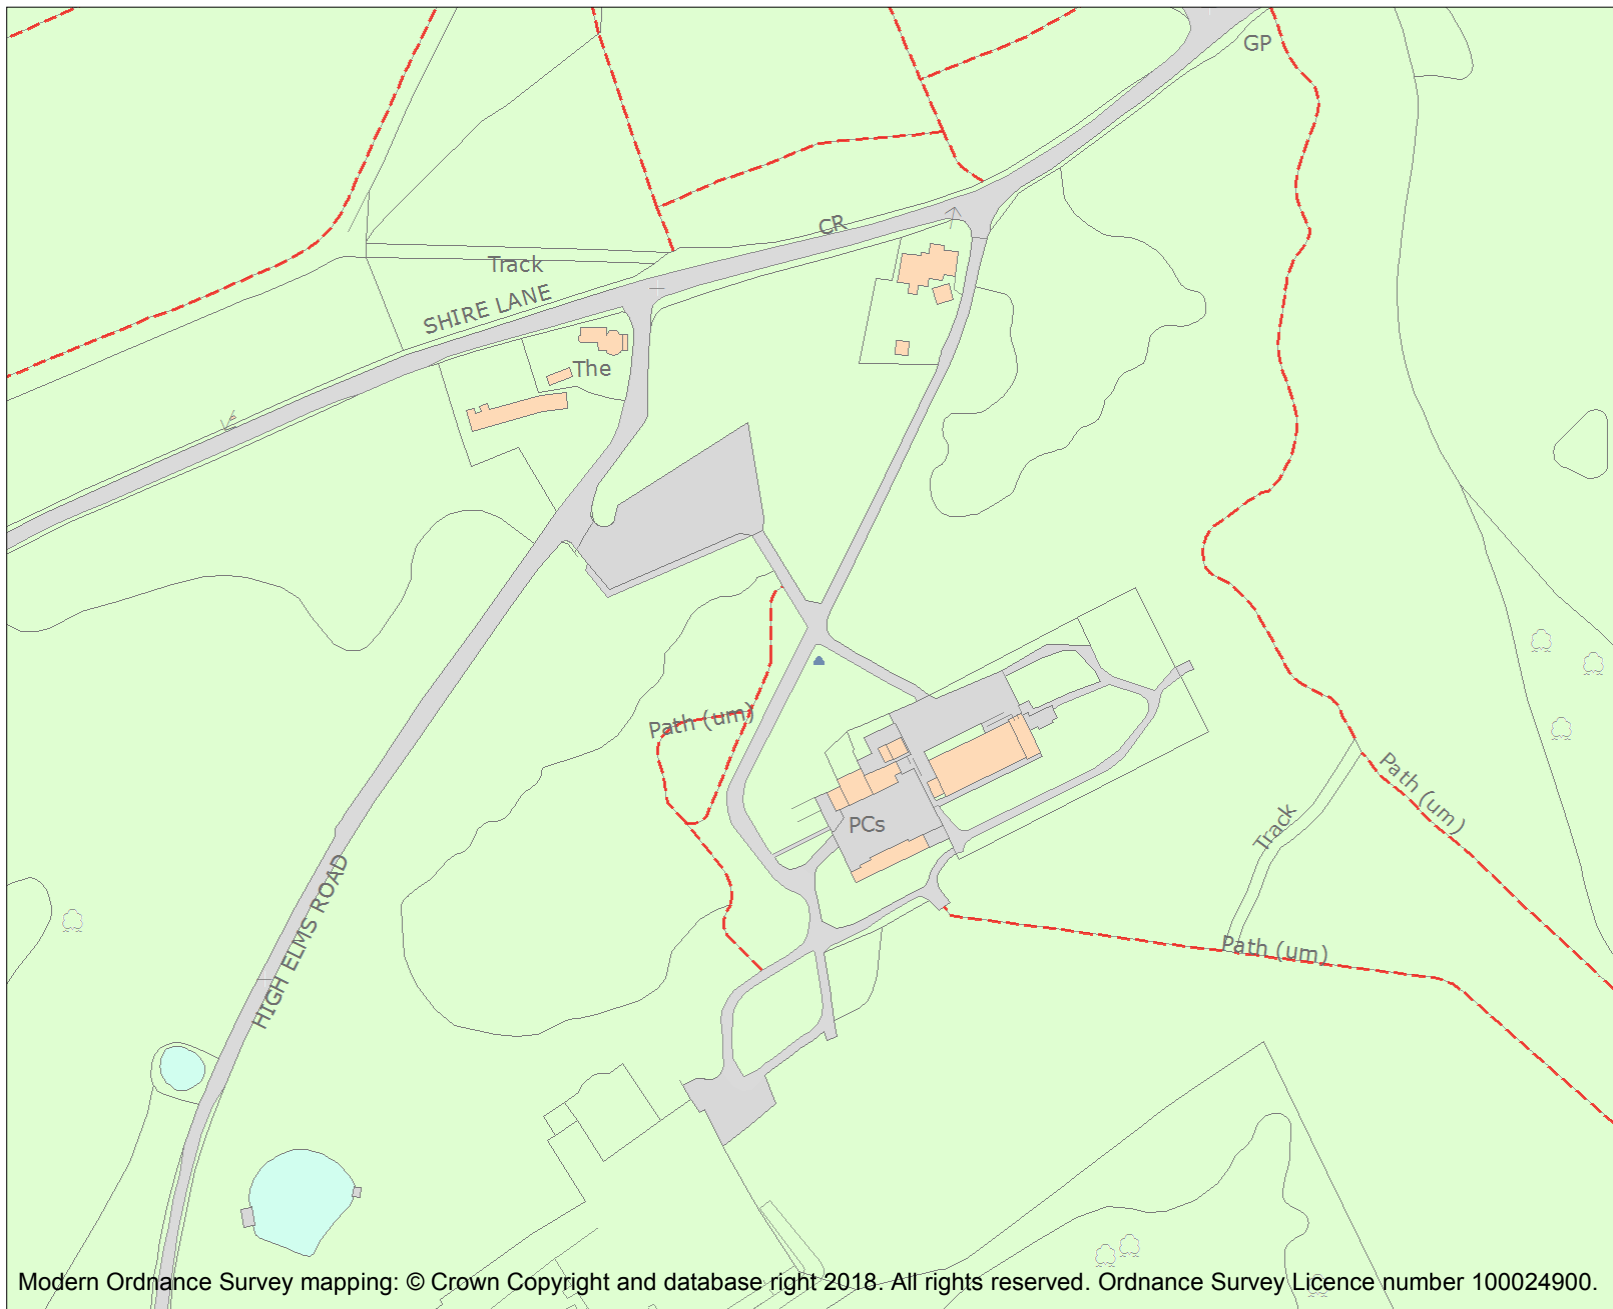 GP
CR
Track
SHIRE LANE
The
Path (um)
Path (um)
Track
PCs
HIGH ELMS ROAD
Path (um)
Modern Ordnance Survey mapping: © Crown Copyright and database right 2018. All rights reserved. Ordnance Survey Licence number 100024900.